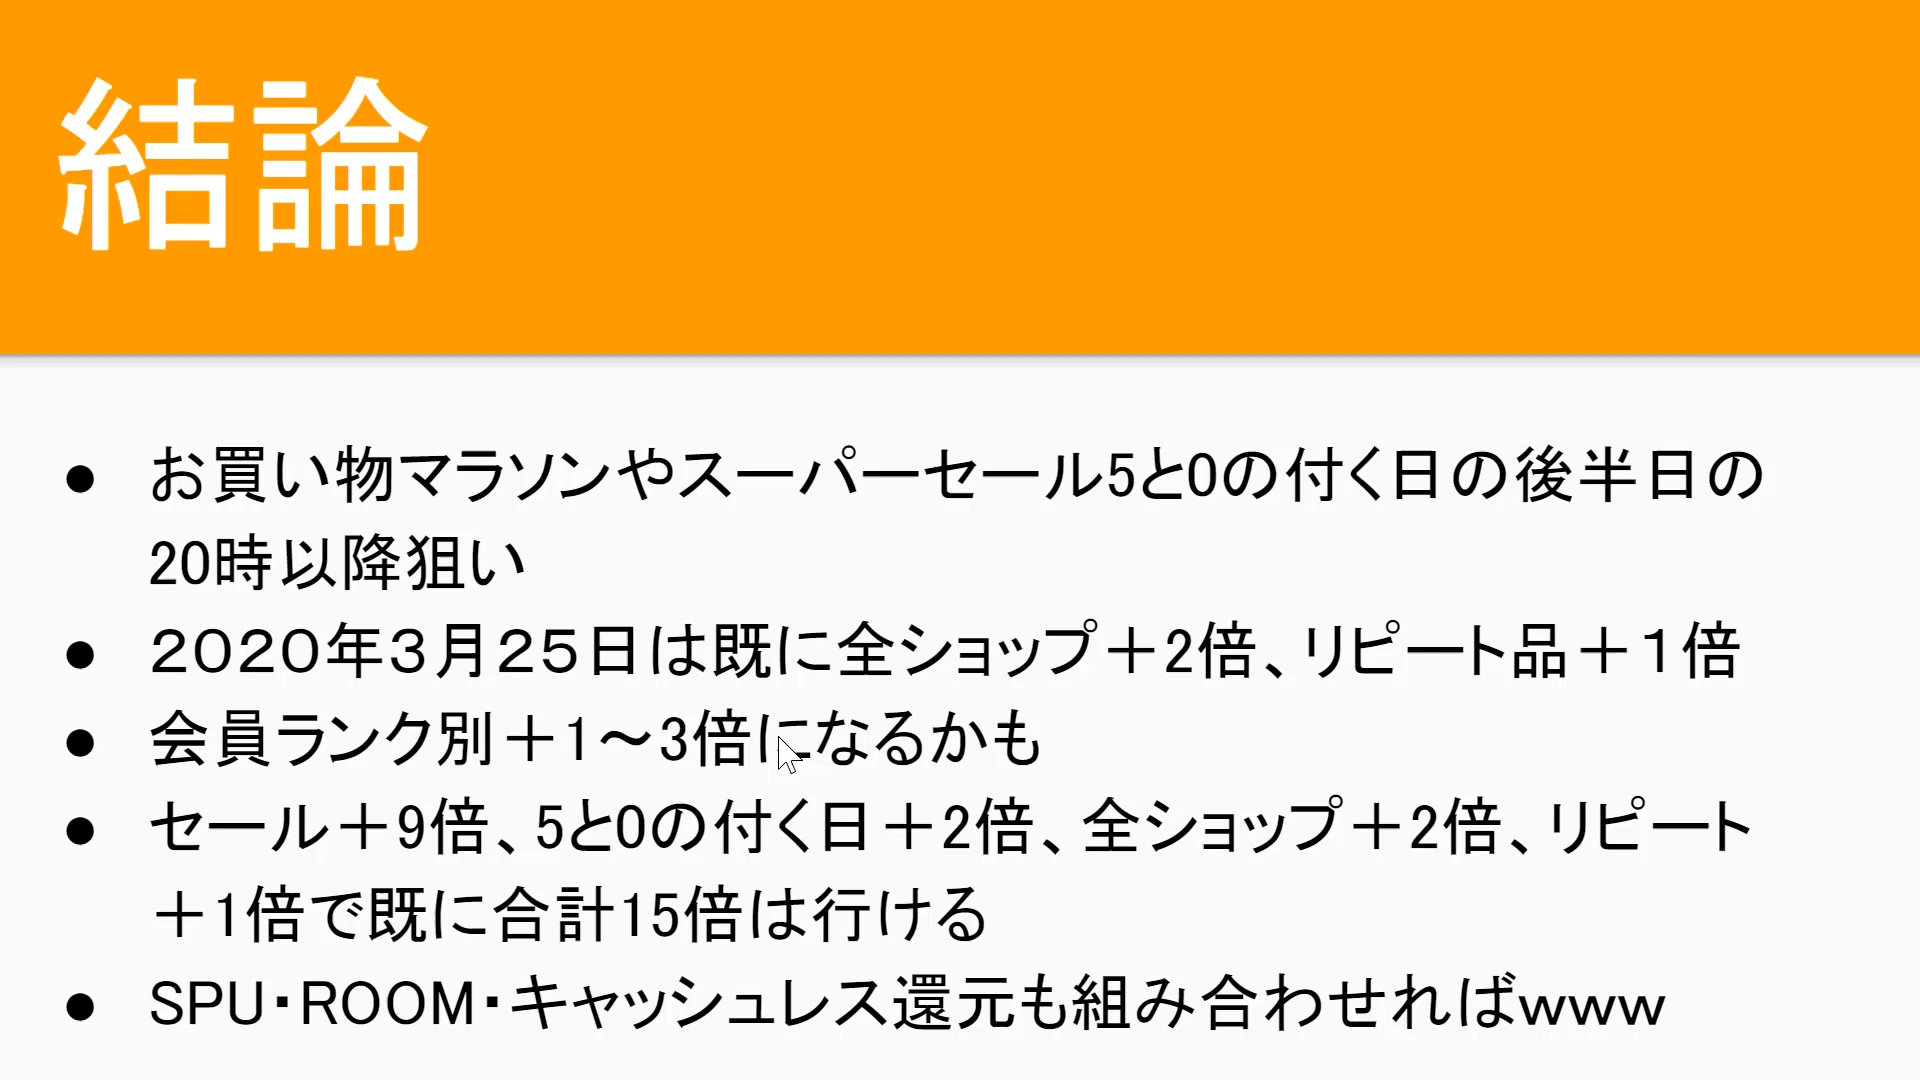 結論
● お買い物マラソンやスーパーセール5と0の付く日の後半日の
20時以降狙い
● ２０２０年３月２５日は既に全ショップ＋2倍、リピート品＋１倍
● 会員ランク別＋1～3倍になるかも
● セール＋9倍、5と0の付く日＋2倍、全ショップ＋2倍、リピート
＋1倍で既に合計15倍は行ける
● SPU・ROOM・キャッシュレス還元も組み合わせればwww